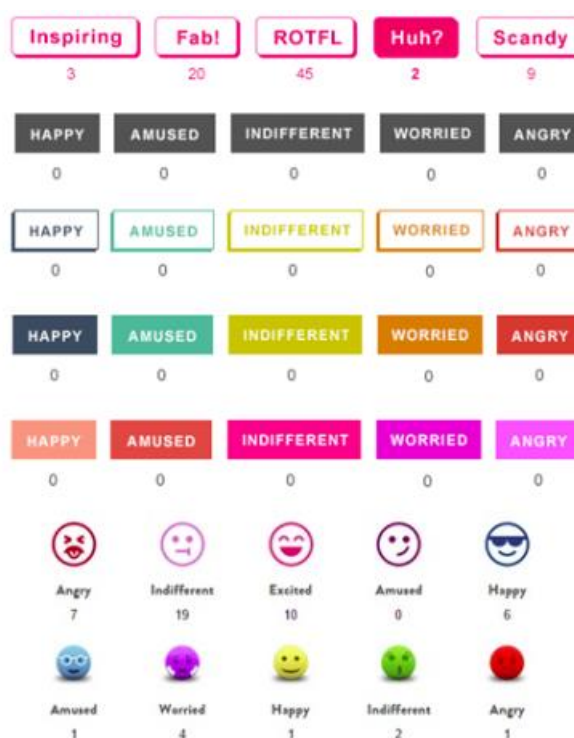 Inspiring Fab! ROTFL Huh? Scandy
3 20 45 2 9
HAPPY AMUSED INDIFFERENT WORRIED ANGRY
0 0 0 0 0
HAPPY AMUSED INDIFFERENT WORRIED ANGRY
0 0 0 0 0
HAPPY AMUSED INDIFFERENT WORRIED ANGRY
0 0 0 0 0
HAPPY AMUSED INDIFFERENT WORRIED ANGRY
0 0 0 0 0
Angry Indifferent Excited Amused Happy
7 19 10 0 6
Amused Worried Happy Indifferent Angry
1 4 1 2 1